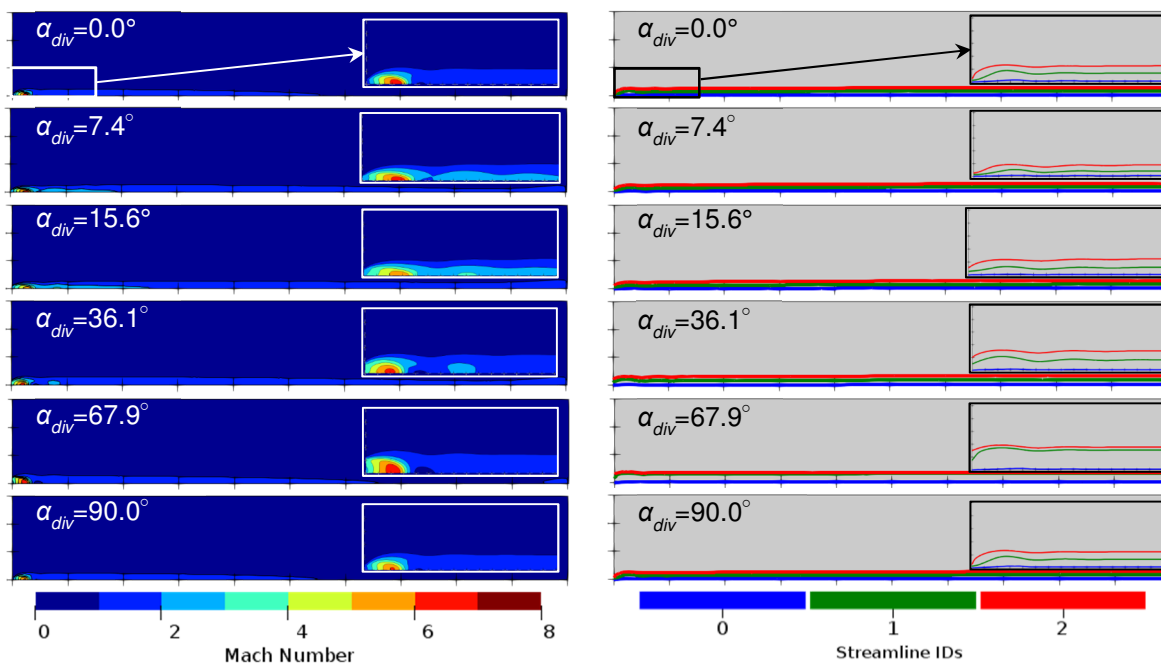 α_div=0.0° α_div=0.0°
α_div=7.4° α_div=7.4°
α_div=15.6° α_div=15.6°
α_div=36.1° α_div=36.1°
α_div=67.9° α_div=67.9°
α_div=90.0° α_div=90.0°
0 2 4 6 8
Mach Number
0 1 2
Streamline IDs